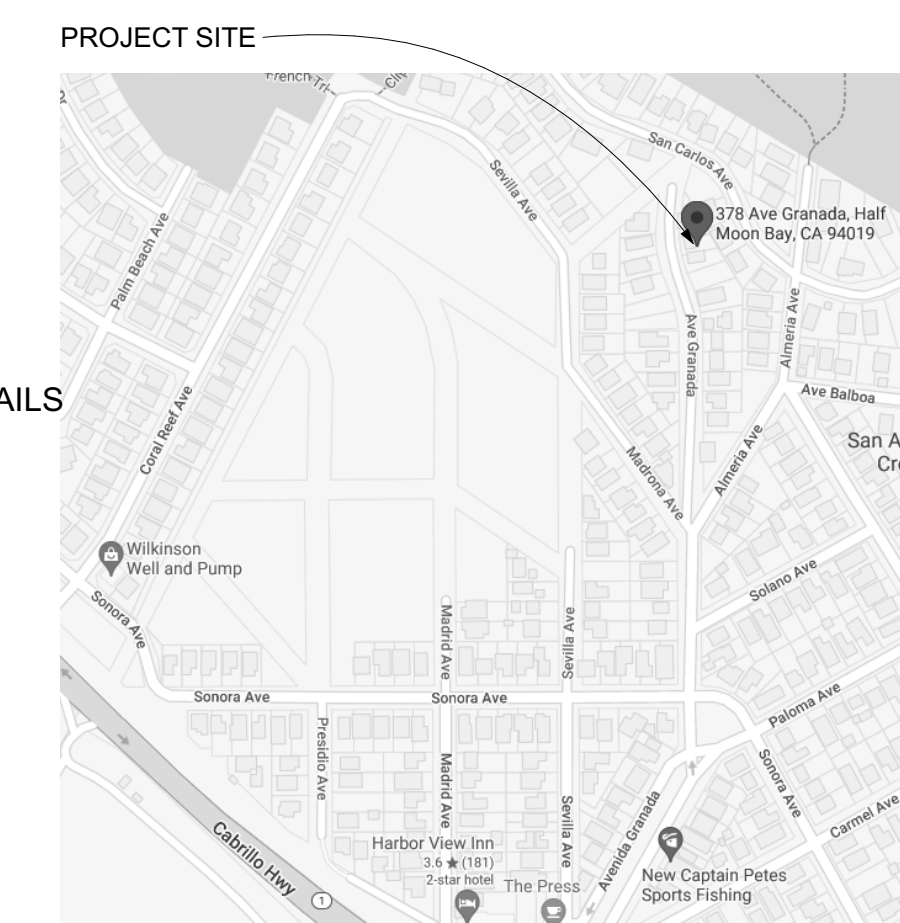 PROJECT SITE
French Tri
San Carlos Ave
Sevilla Ave
378 Ave Granada, Half
Moon Bay, CA 94019
Palm Beach Ave
Almeria Ave
Ave Granada
AILS
Ave Balboa
Coral Reef Ave
San A
Cre
Almeria Ave
Madrona Ave
Wilkinson
Well and Pump
Solano Ave
Sonora Ave
Madrid Ave
Sevilla Ave
Sonora Ave
Sonora Ave
Paloma Ave
Presidio Ave
Madrid Ave
Sonora Ave
Sevilla Ave
Avenida Granada
Carmel Ave
Cabrillo Hwy
Harbor View Inn
3.6 ★ (181)
2-star hotel
The Press
New Captain Petes
Sports Fishing
1